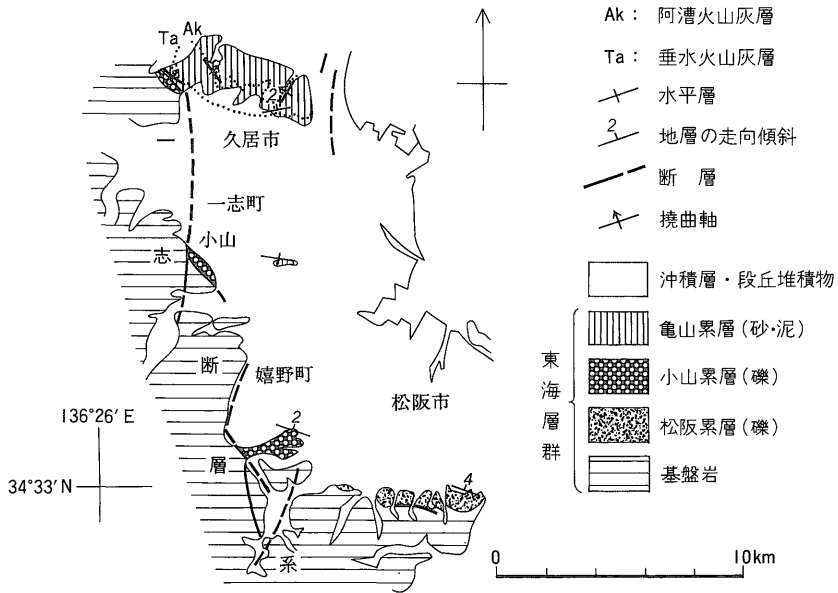 Ta
Ak
2
久居市
一志町
小山
一
志
断
層
系
嬉野町
松阪市
2
4
136°26′E
34°33′N
0 10km
Ak： 阿漕火山灰層
Ta： 垂水火山灰層
水平層
2 地層の走向傾斜
断層
撓曲軸
沖積層・段丘堆積物
東海層群
亀山累層(砂・泥)
小山累層(礫)
松阪累層(礫)
基盤岩